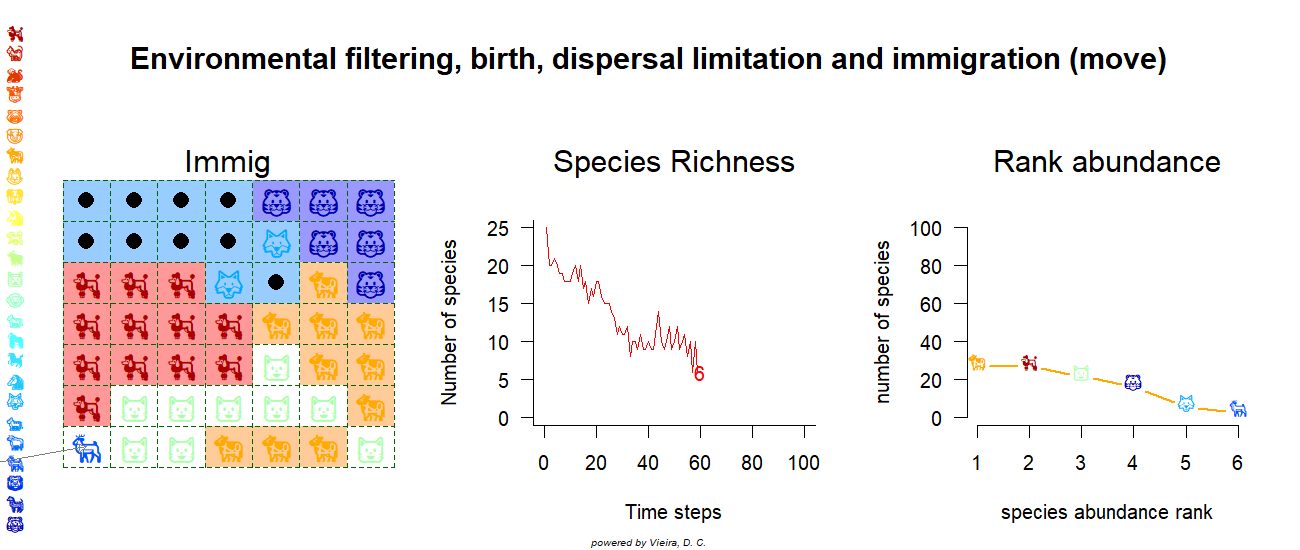 Environmental filtering, birth, dispersal limitation and immigration (move)
Immig
Species Richness
Rank abundance
Number of species
25
20
15
10
5
0
6
0 20 40 60 80 100
Time steps
number of species
100
80
60
40
20
0
1 2 3 4 5 6
species abundance rank
powered by Vieira, D. C.